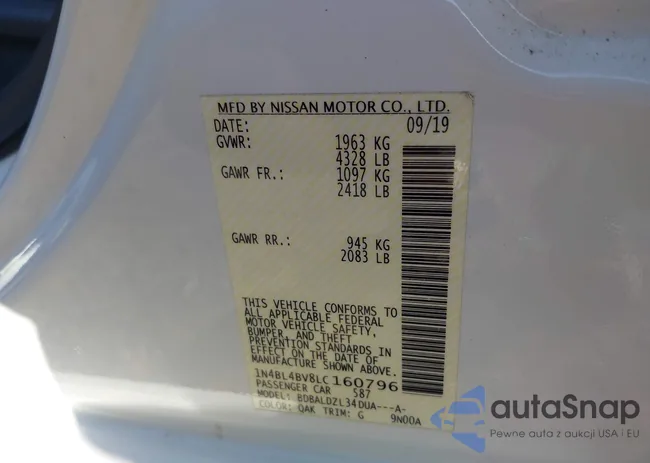 MFD BY NISSAN MOTOR CO., LTD.
DATE: 09/19
GVWR: 1963 KG
4328 LB
GAWR FR.: 1097 KG
2418 LB
GAWR RR.: 945 KG
2083 LB
THIS VEHICLE CONFORMS TO
ALL APPLICABLE FEDERAL
MOTOR VEHICLE SAFETY,
BUMPER, AND THEFT
PREVENTION STANDARDS IN
EFFECT ON THE DATE OF
MANUFACTURE SHOWN ABOVE.
1N4BL4BV8LC160796
PASSENGER CAR S87
MODEL: BDBALDZL34DUA---A-
COLOR: QAK TRIM: G 9N00A
autoSnap
Pewne auta z aukcji USA i EU